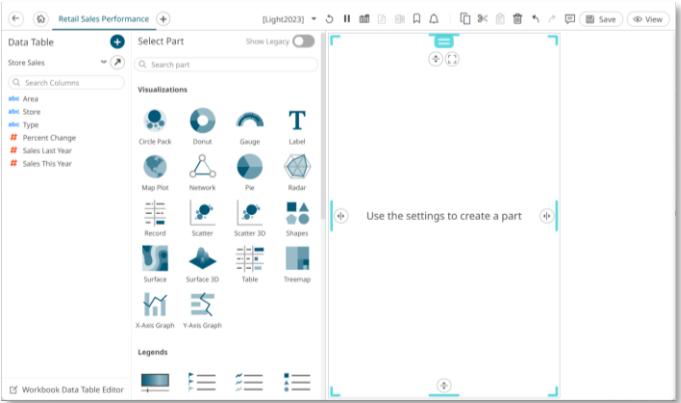 Retail Sales Performance
[Light2023]
Save
View
Data Table
Select Part
Show Legacy
Store Sales
Search part
Search Columns
Visualizations
abc Area
abc Store
abc Type
# Percent Change
# Sales Last Year
# Sales This Year
Circle Pack Donut Gauge Label
Map Plot Network Pie Radar
Record Scatter Scatter 3D Shapes
Surface Surface 3D Table Treemap
X-Axis Graph Y-Axis Graph
Legends
Use the settings to create a part
Workbook Data Table Editor